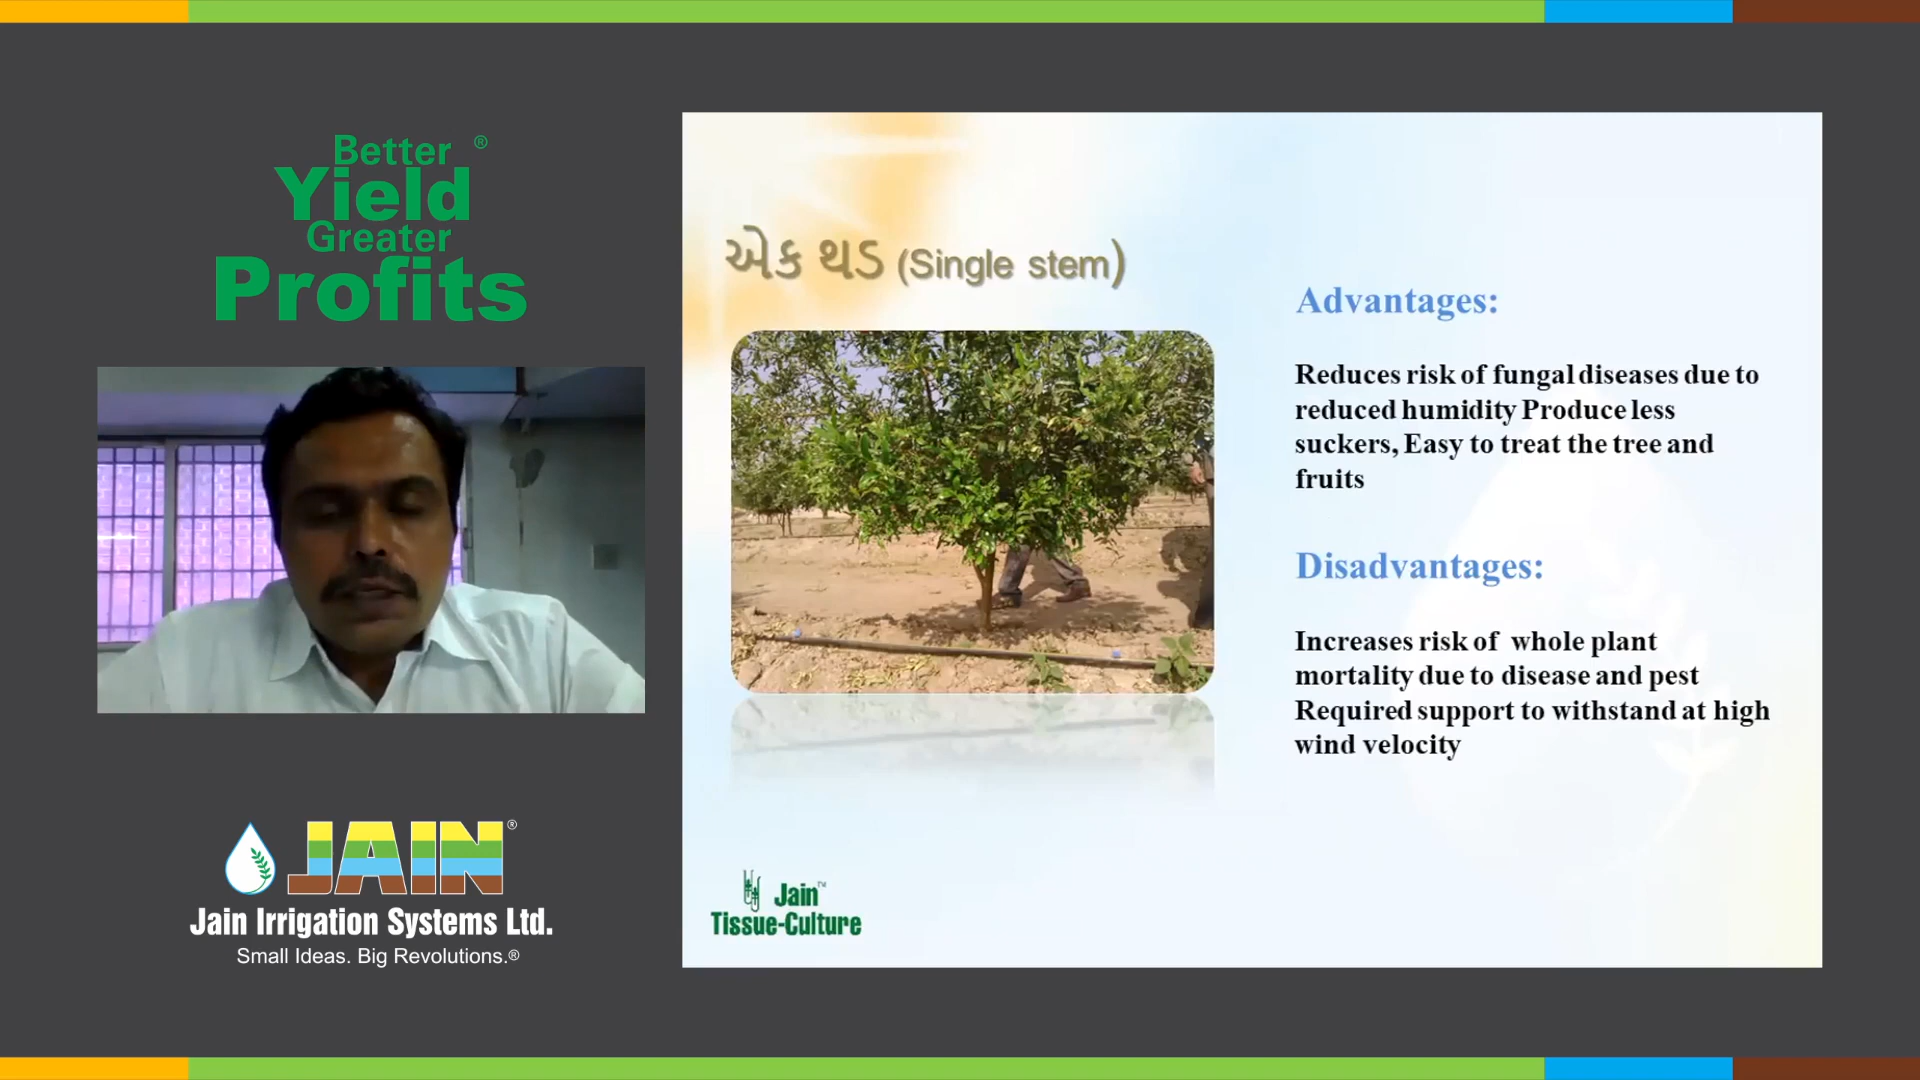 Better ®
Yield
Greater
Profits
JAIN®
Jain Irrigation Systems Ltd.
Small Ideas. Big Revolutions.®
એક થડ (Single stem)
Advantages:
Reduces risk of fungal diseases due to
reduced humidity Produce less
suckers, Easy to treat the tree and
fruits
Disadvantages:
Increases risk of whole plant
mortality due to disease and pest
Required support to withstand at high
wind velocity
Jain™
Tissue-Culture